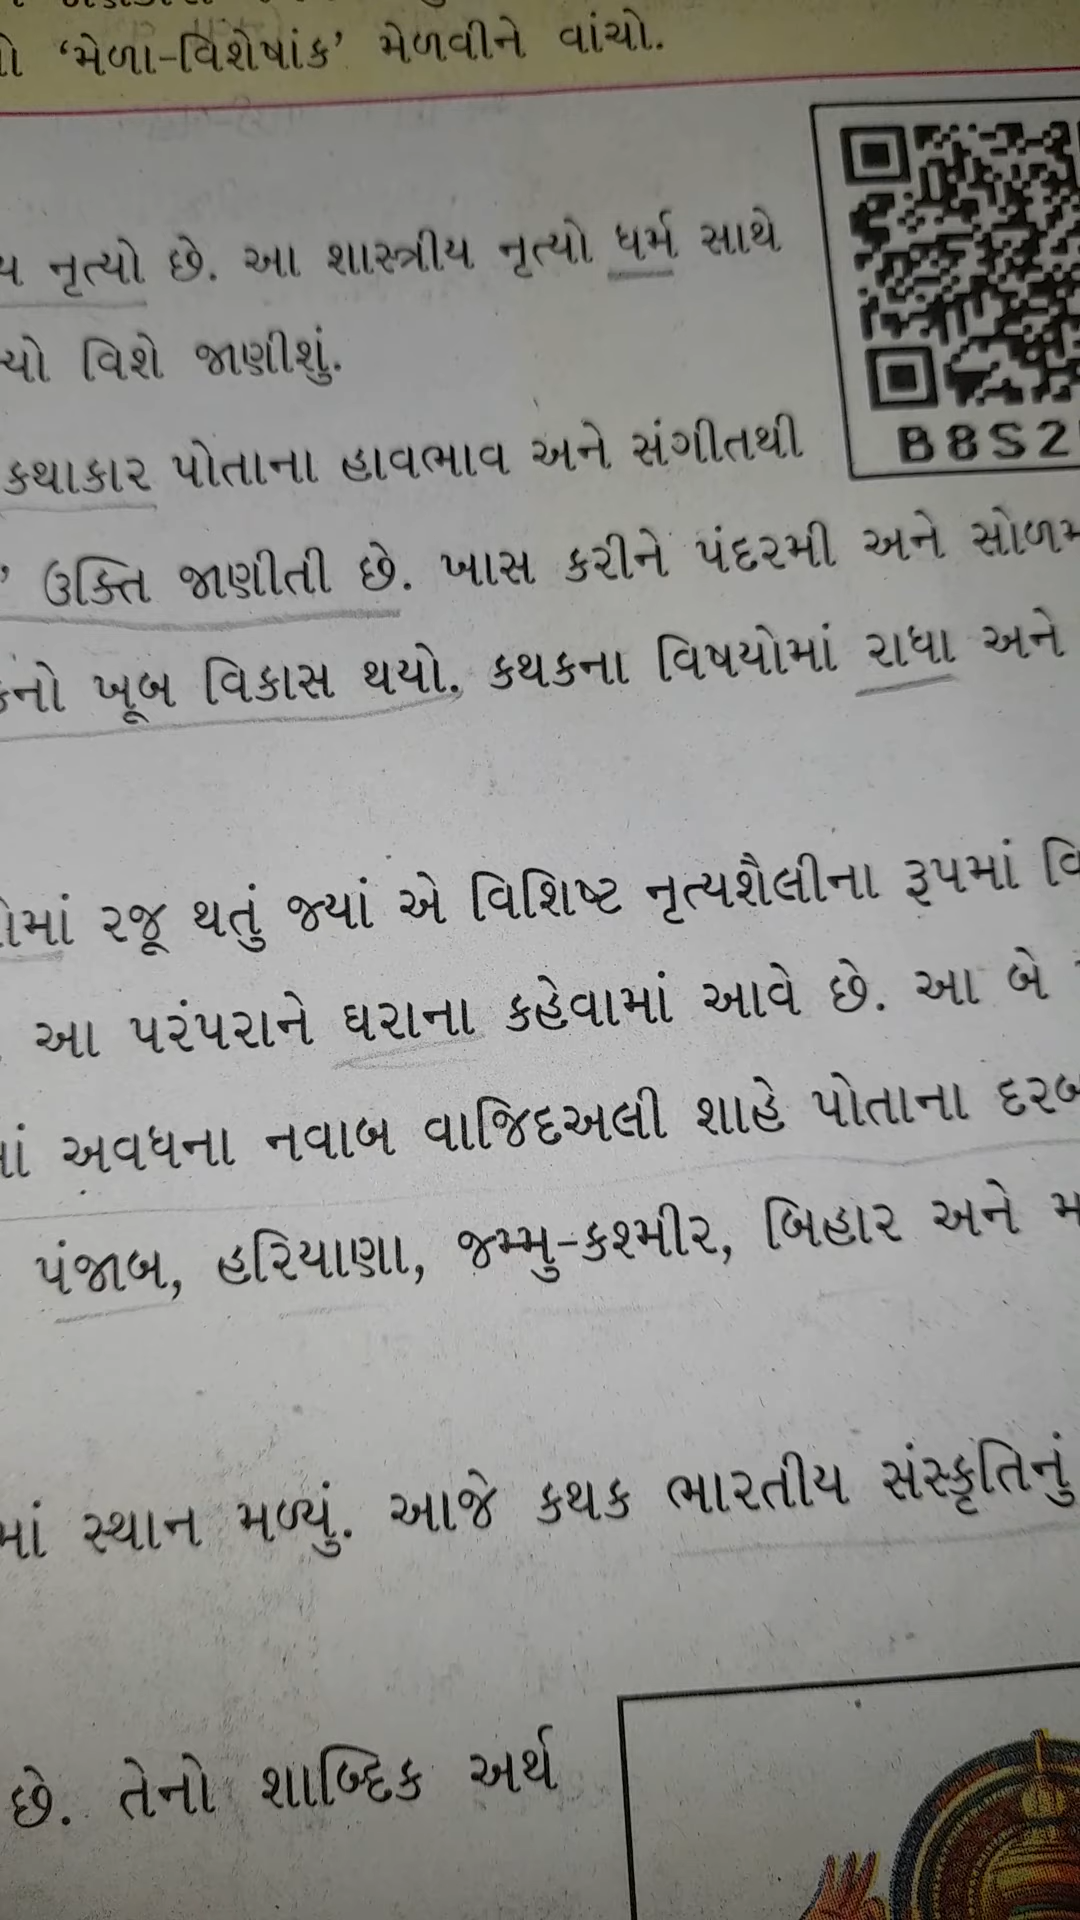 'મેળા-વિશેષાંક' મેળવીને વાંચો.
નૃત્યો છે. આ શાસ્ત્રીય નૃત્યો ધર્મ સાથે
વિશે જાણીશું.
કથાકાર પોતાના હાવભાવ અને સંગીતથી
B8S2
' ઉક્તિ જાણીતી છે. ખાસ કરીને પંદરમી અને
ખૂબ વિકાસ થયો. કથકના વિષયોમાં રાધા અને
રજૂ થતું જ્યાં એ વિશિષ્ટ નૃત્યશૈલીના રૂપમાં
આ પરંપરાને ઘરાના કહેવામાં આવે છે. આ બે
અવધના નવાબ વાજિદઅલી શાહે પોતાના
પંજાબ, હરિયાણા, જમ્મુ-કશ્મીર, બિહાર અને
સ્થાન મળ્યું. આજે કથક ભારતીય સંસ્કૃતિનું
છે. તેનો શાબ્દિક અર્થ